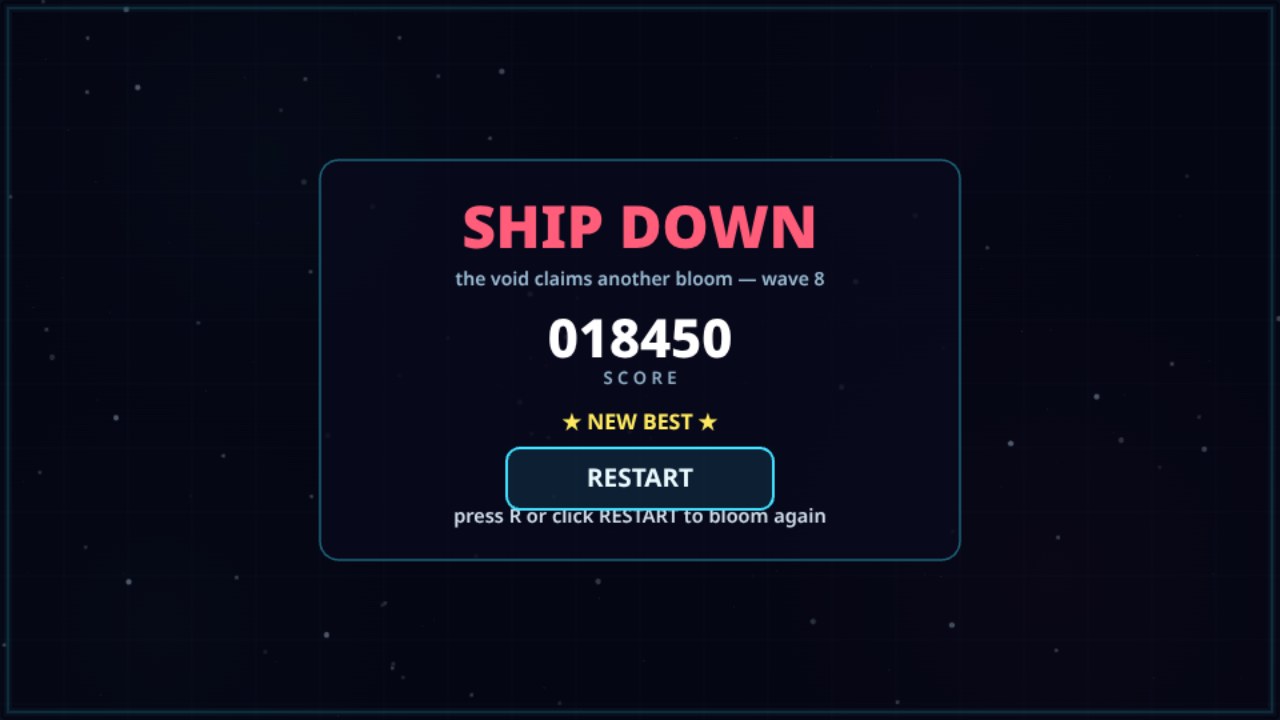 SHIP DOWN
the void claims another bloom — wave 8
018450
SCORE
★ NEW BEST ★
RESTART
press R or click RESTART to bloom again